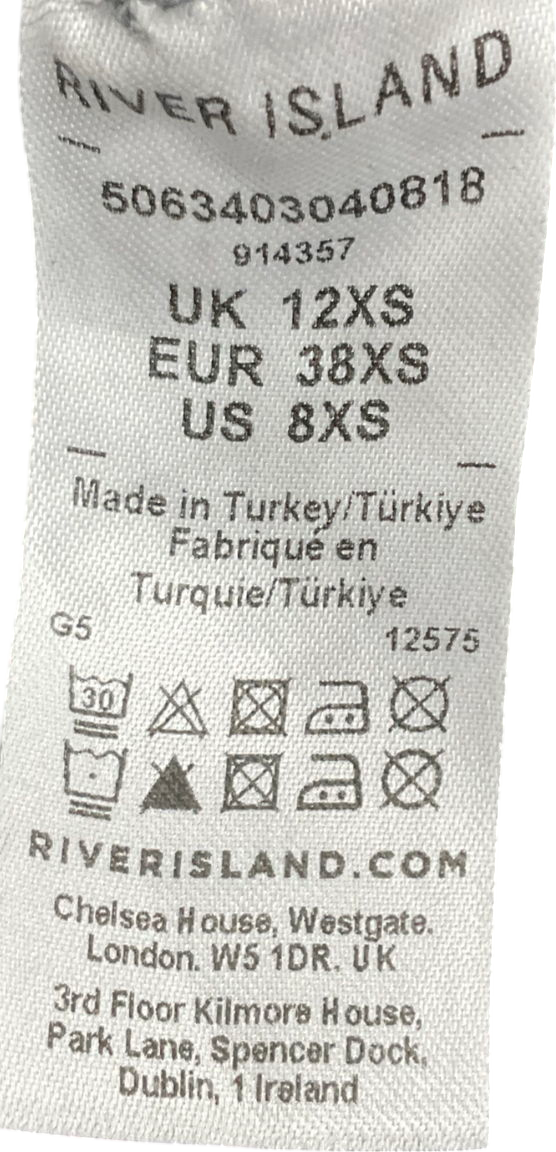 RIVER ISLAND
5063403040818
914357
UK 12XS
EUR 38XS
US 8XS
Made in Turkey/Türkiye
Fabriqué en
Turquie/Türkiye
G5 12575
30
RIVERISLAND.COM
Chelsea House, Westgate.
London. W5 1DR. UK
3rd Floor Kilmore House,
Park Lane, Spencer Dock,
Dublin, 1 Ireland